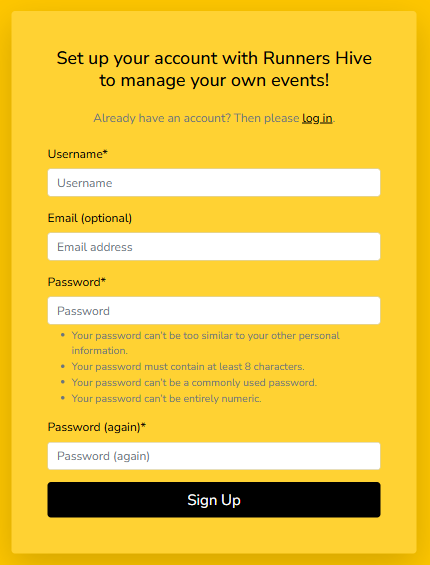 Set up your account with Runners Hive
to manage your own events!
Already have an account? Then please log in.
Username*
Username
Email (optional)
Email address
Password*
Password
• Your password can't be too similar to your other personal
information.
• Your password must contain at least 8 characters.
• Your password can't be a commonly used password.
• Your password can't be entirely numeric.
Password (again)*
Password (again)
Sign Up